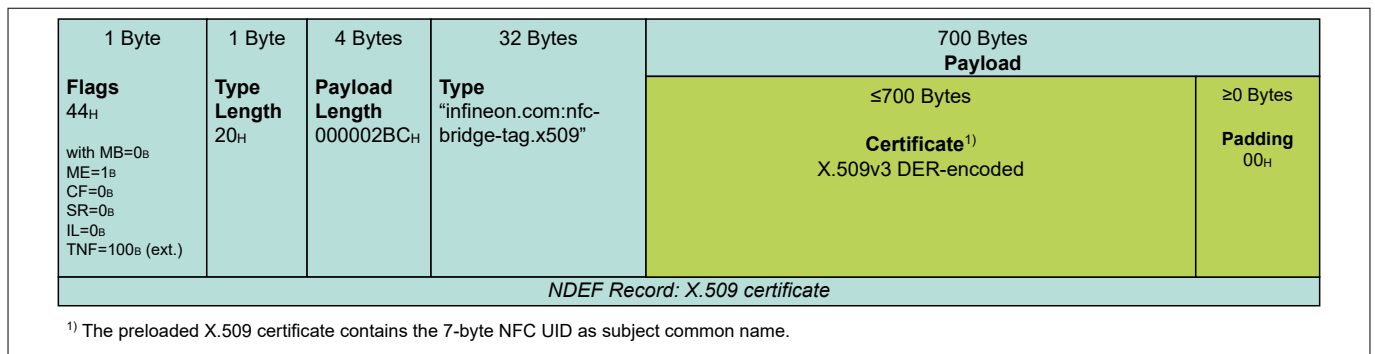 1 Byte
1 Byte
4 Bytes
32 Bytes
700 Bytes
Payload
Flags
44H
with MB=0B
ME=1B
CF=0B
SR=0B
IL=0B
TNF=100B (ext.)
Type
Length
20H
Payload
Length
000002BCH
Type
“infineon.com:nfc-
bridge-tag.x509”
≤700 Bytes
Certificate1)
X.509v3 DER-encoded
≥0 Bytes
Padding
00H
NDEF Record: X.509 certificate
1) The preloaded X.509 certificate contains the 7-byte NFC UID as subject common name.